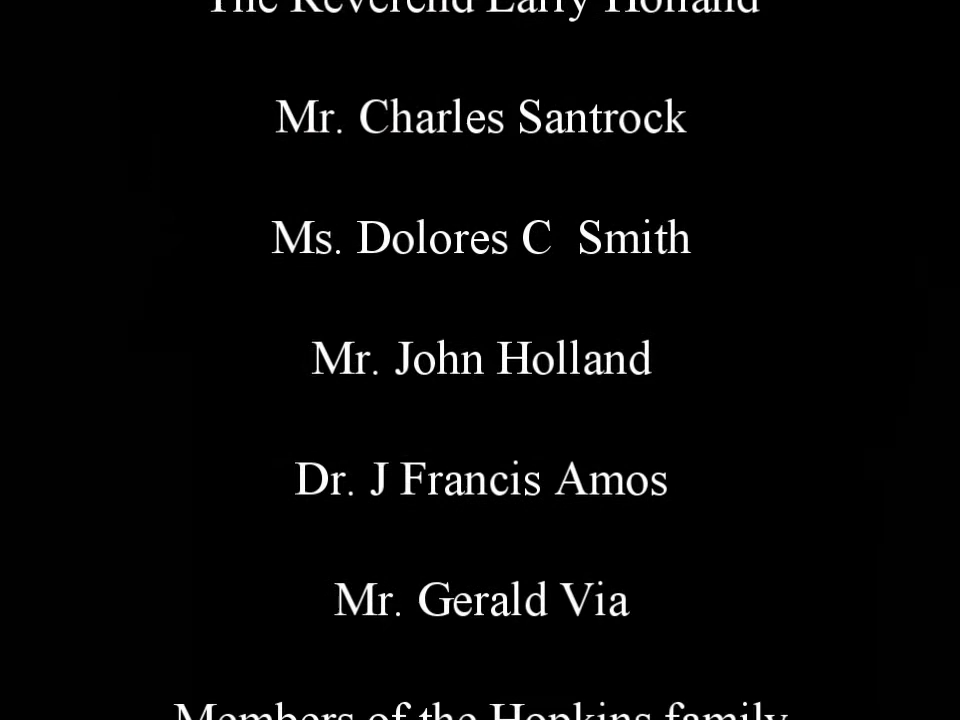 The Reverend Larry Holland
Mr. Charles Santrock
Ms. Dolores C  Smith
Mr. John Holland
Dr. J Francis Amos
Mr. Gerald Via
Members of the Hopkins family